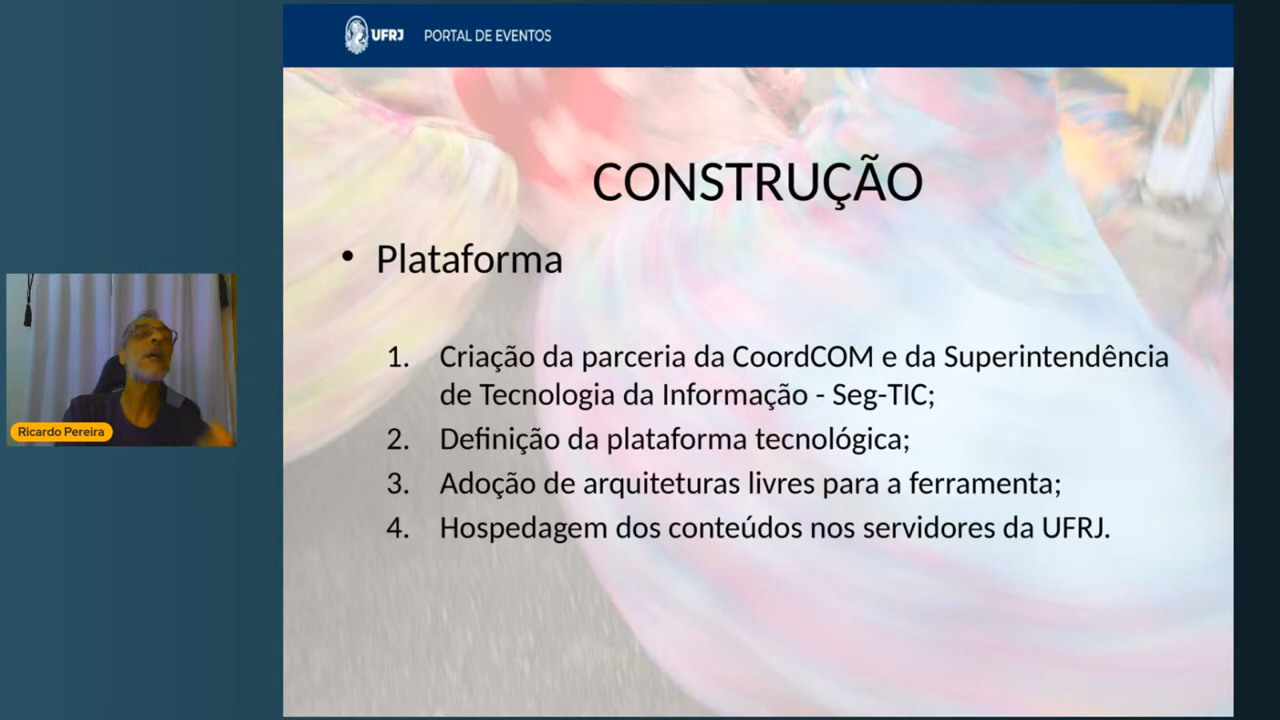 UFRJ PORTAL DE EVENTOS
CONSTRUÇÃO
• Plataforma
1. Criação da parceria da CoordCOM e da Superintendência
de Tecnologia da Informação - Seg-TIC;
2. Definição da plataforma tecnológica;
3. Adoção de arquiteturas livres para a ferramenta;
4. Hospedagem dos conteúdos nos servidores da UFRJ.
Ricardo Pereira